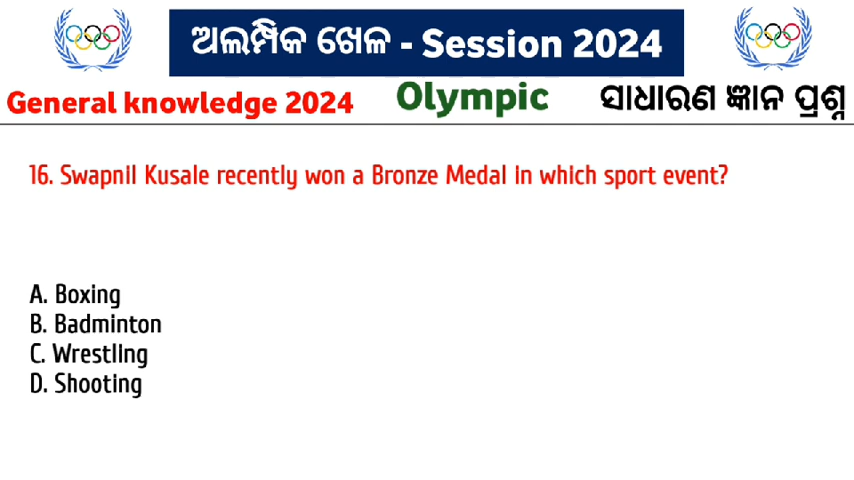 ଅଲମ୍ପିକ ଖେଳ - Session 2024
General knowledge 2024 Olympic ସାଧାରଣ ଜ୍ଞାନ ପ୍ରଶ୍ନ
16. Swapnil Kusale recently won a Bronze Medal in which sport event?
A. Boxing
B. Badminton
C. Wrestling
D. Shooting